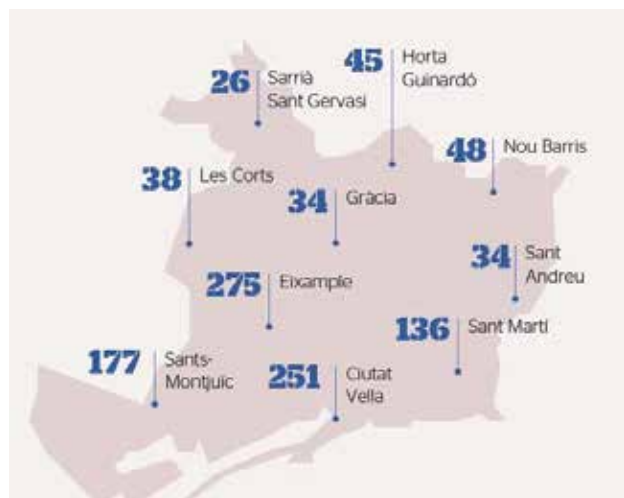 45 Horta
Guinardó
26 Sarrià
Sant Gervasi
48 Nou Barris
38 Les Corts
34 Gràcia
34 Sant
Andreu
275 Eixample
136 Sant Martí
177 Sants-
Montjuïc
251 Ciutat
Vella